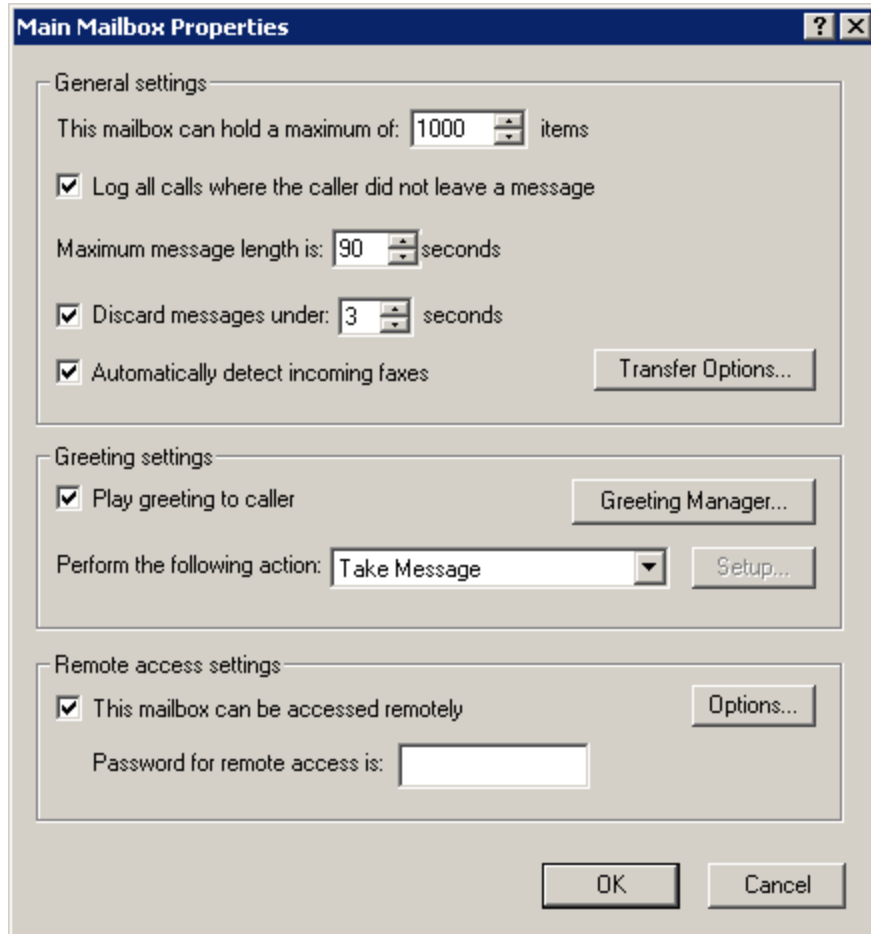 Main Mailbox Properties
General settings
This mailbox can hold a maximum of: 1000 items
Log all calls where the caller did not leave a message
Maximum message length is: 90 seconds
Discard messages under: 3 seconds
Automatically detect incoming faxes Transfer Options...
Greeting settings
Play greeting to caller Greeting Manager...
Perform the following action: Take Message Setup...
Remote access settings
This mailbox can be accessed remotely Options...
Password for remote access is:
OK Cancel